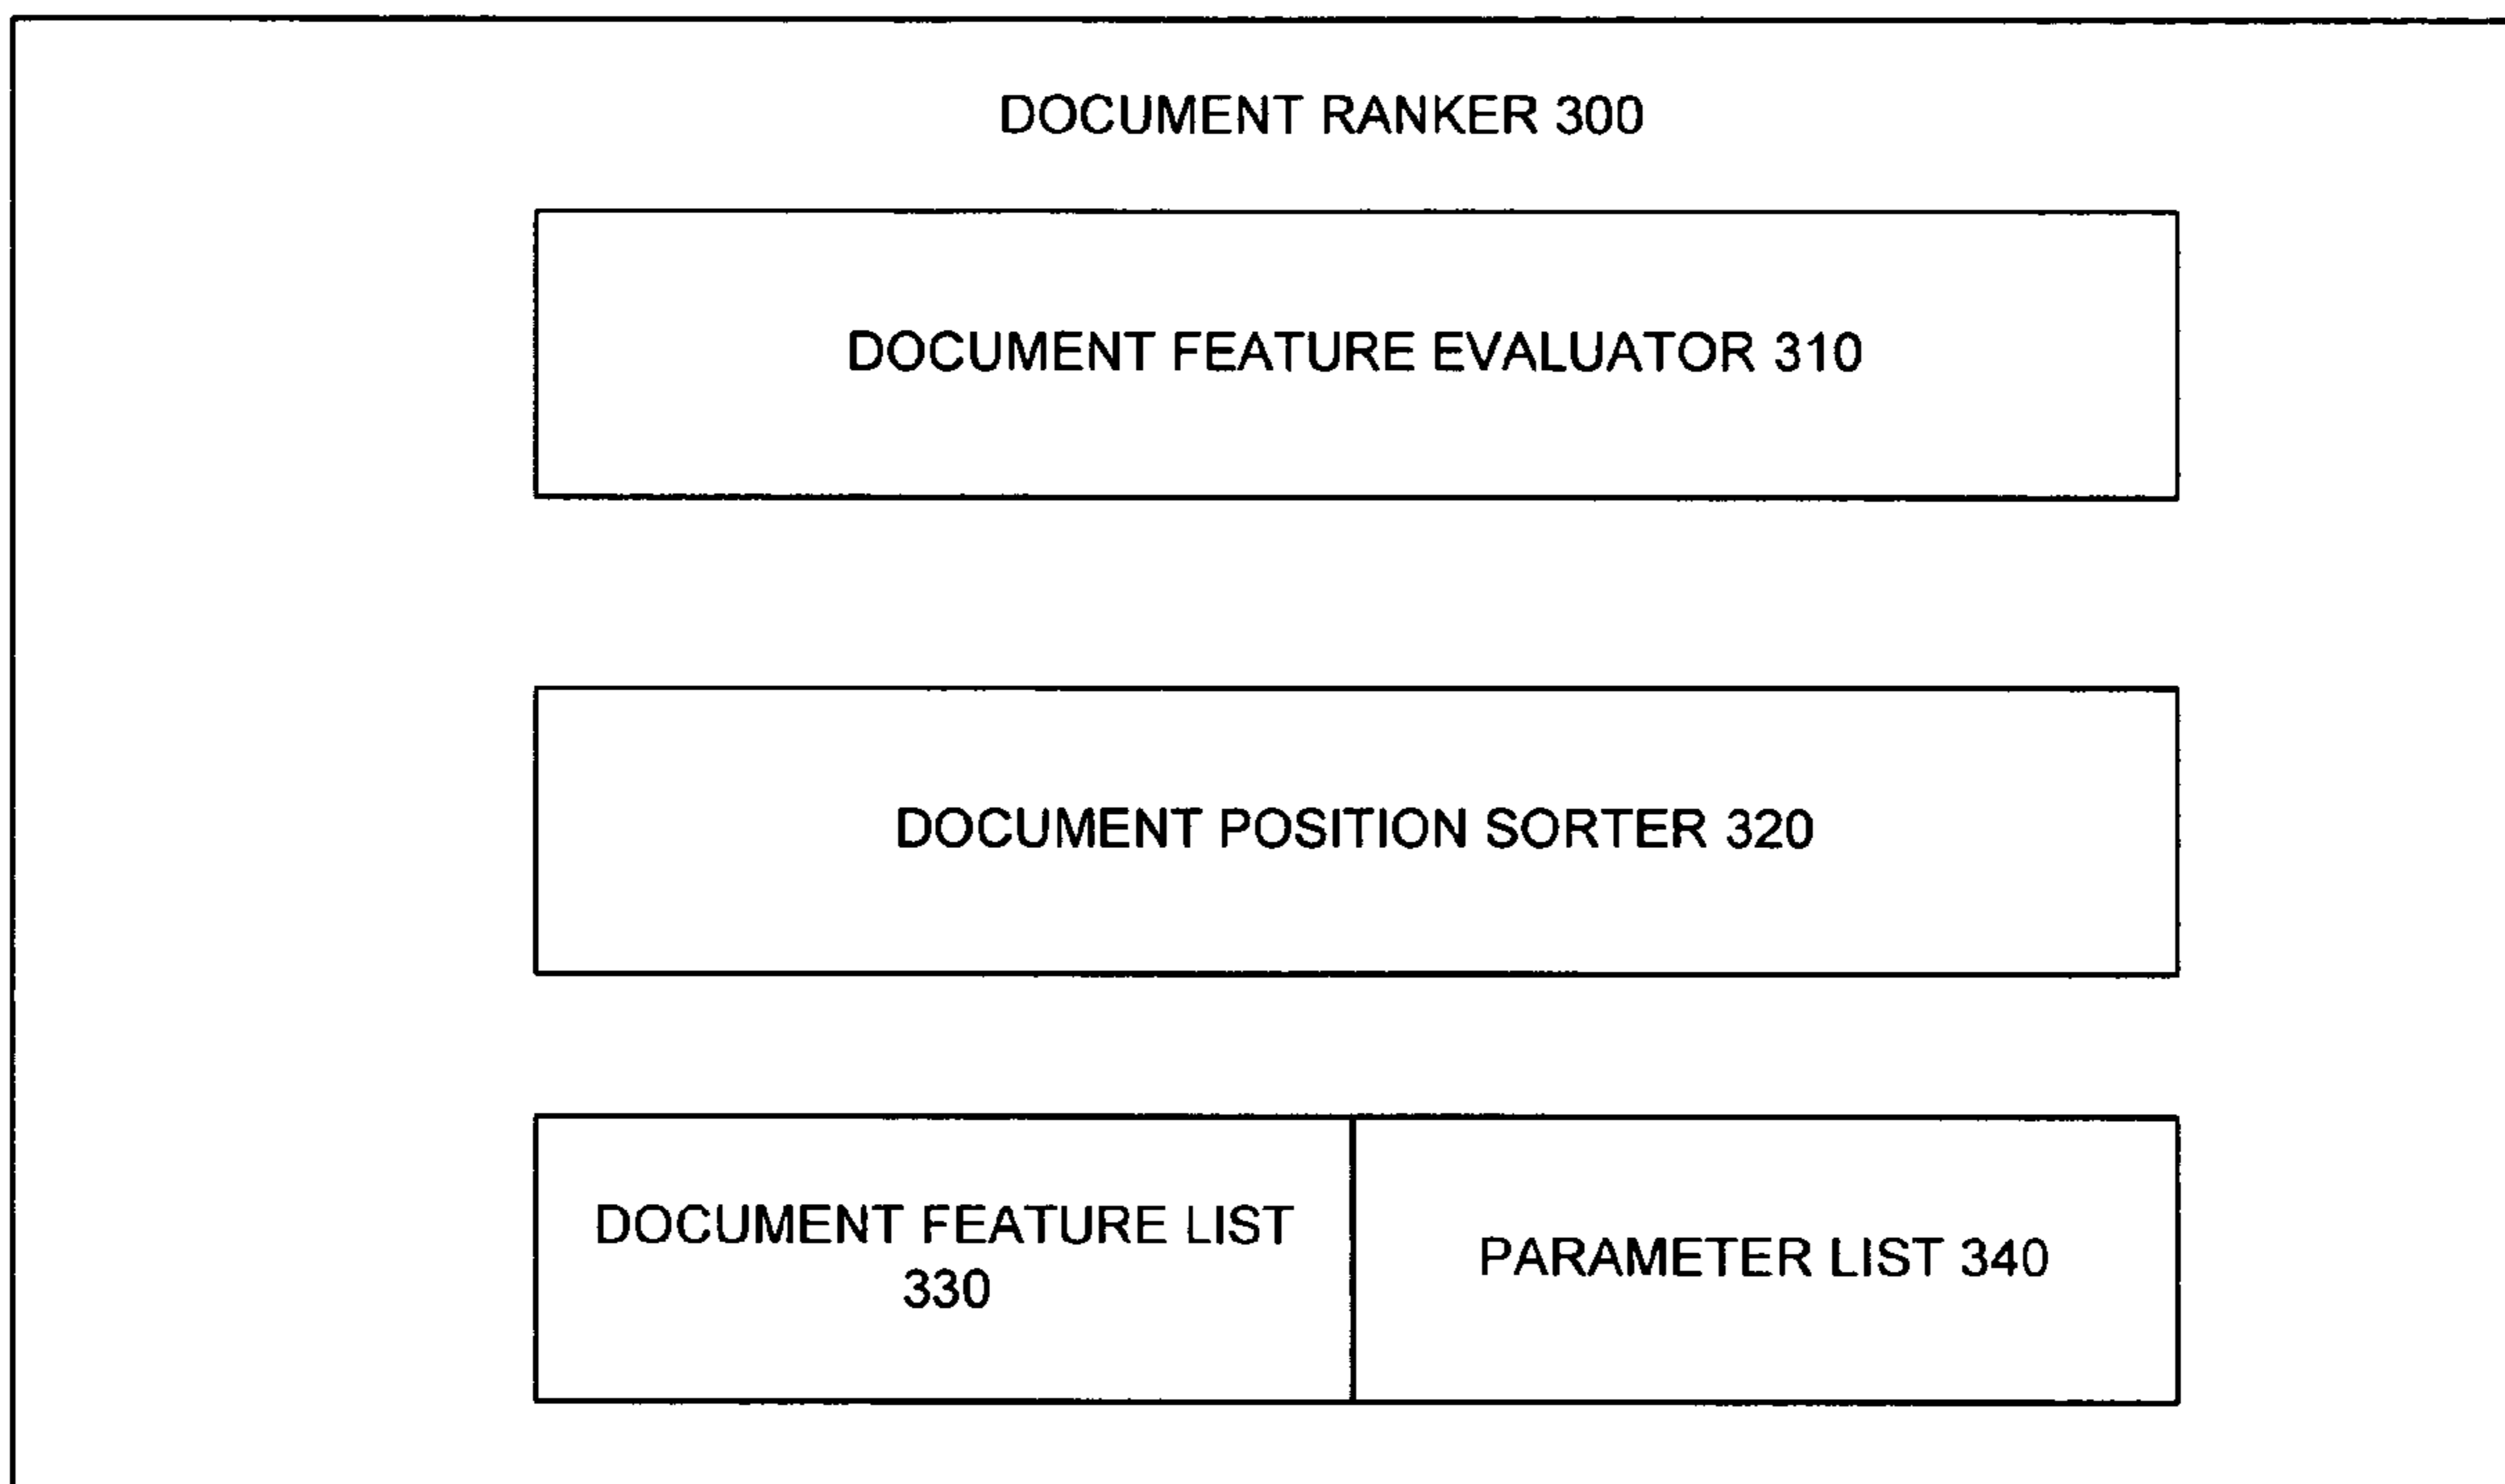 DOCUMENT RANKER 300
DOCUMENT FEATURE EVALUATOR 310
DOCUMENT POSITION SORTER 320
DOCUMENT FEATURE LIST
330
PARAMETER LIST 340